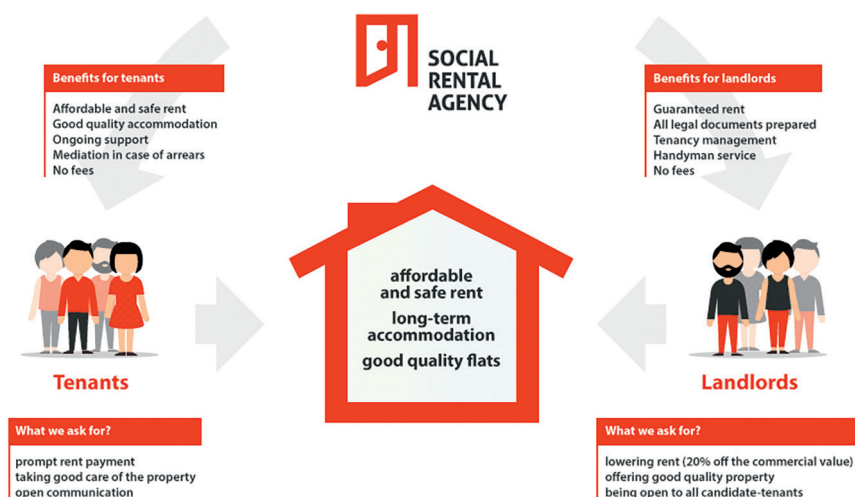 SOCIAL
RENTAL
AGENCY
Benefits for tenants
Affordable and safe rent
Good quality accommodation
Ongoing support
Mediation in case of arrears
No fees
Benefits for landlords
Guaranteed rent
All legal documents prepared
Tenancy management
Handyman service
No fees
affordable
and safe rent
long-term
accommodation
good quality flats
Tenants
Landlords
What we ask for?
prompt rent payment
taking good care of the property
open communication
What we ask for?
lowering rent (20% off the commercial value)
offering good quality property
being open to all candidate-tenants